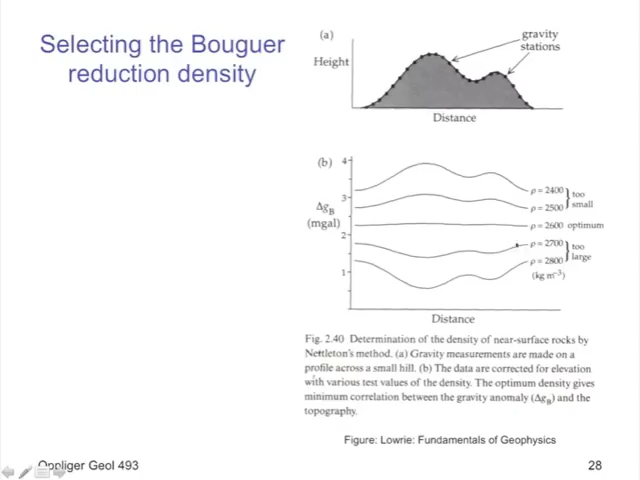 Selecting the Bouguer
reduction density
(a)
gravity
stations
Height
Distance
(b)
4
3
2
1
Δg_B
(mgal)
ρ = 2400
ρ = 2500
too
small
ρ = 2600 optimum
ρ = 2700
ρ = 2800
too
large
(kg m⁻³)
Distance
Fig. 2.40 Determination of the density of near-surface rocks by
Nettleton's method. (a) Gravity measurements are made on a
profile across a small hill. (b) The data are corrected for elevation
with various test values of the density. The optimum density gives
minimum correlation between the gravity anomaly (Δg_B) and the
topography.
Figure: Lowrie: Fundamentals of Geophysics
Oppliger Geol 493
28